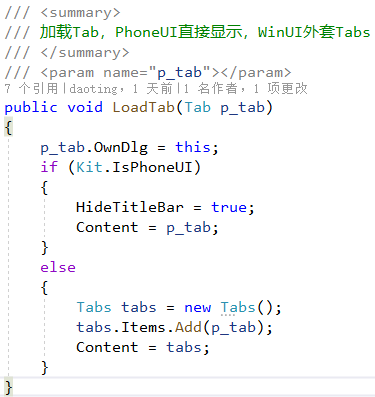 /// <summary>
/// 加载Tab，PhoneUI直接显示，WinUI外套Tabs
/// </summary>
/// <param name="p_tab"></param>
7 个引用|daoting，1 天前|1 名作者，1 项更改
public void LoadTab(Tab p_tab)
{
    p_tab.OwnDlg = this;
    if (Kit.IsPhoneUI)
    {
        HideTitleBar = true;
        Content = p_tab;
    }
    else
    {
        Tabs tabs = new Tabs();
        tabs.Items.Add(p_tab);
        Content = tabs;
    }
}